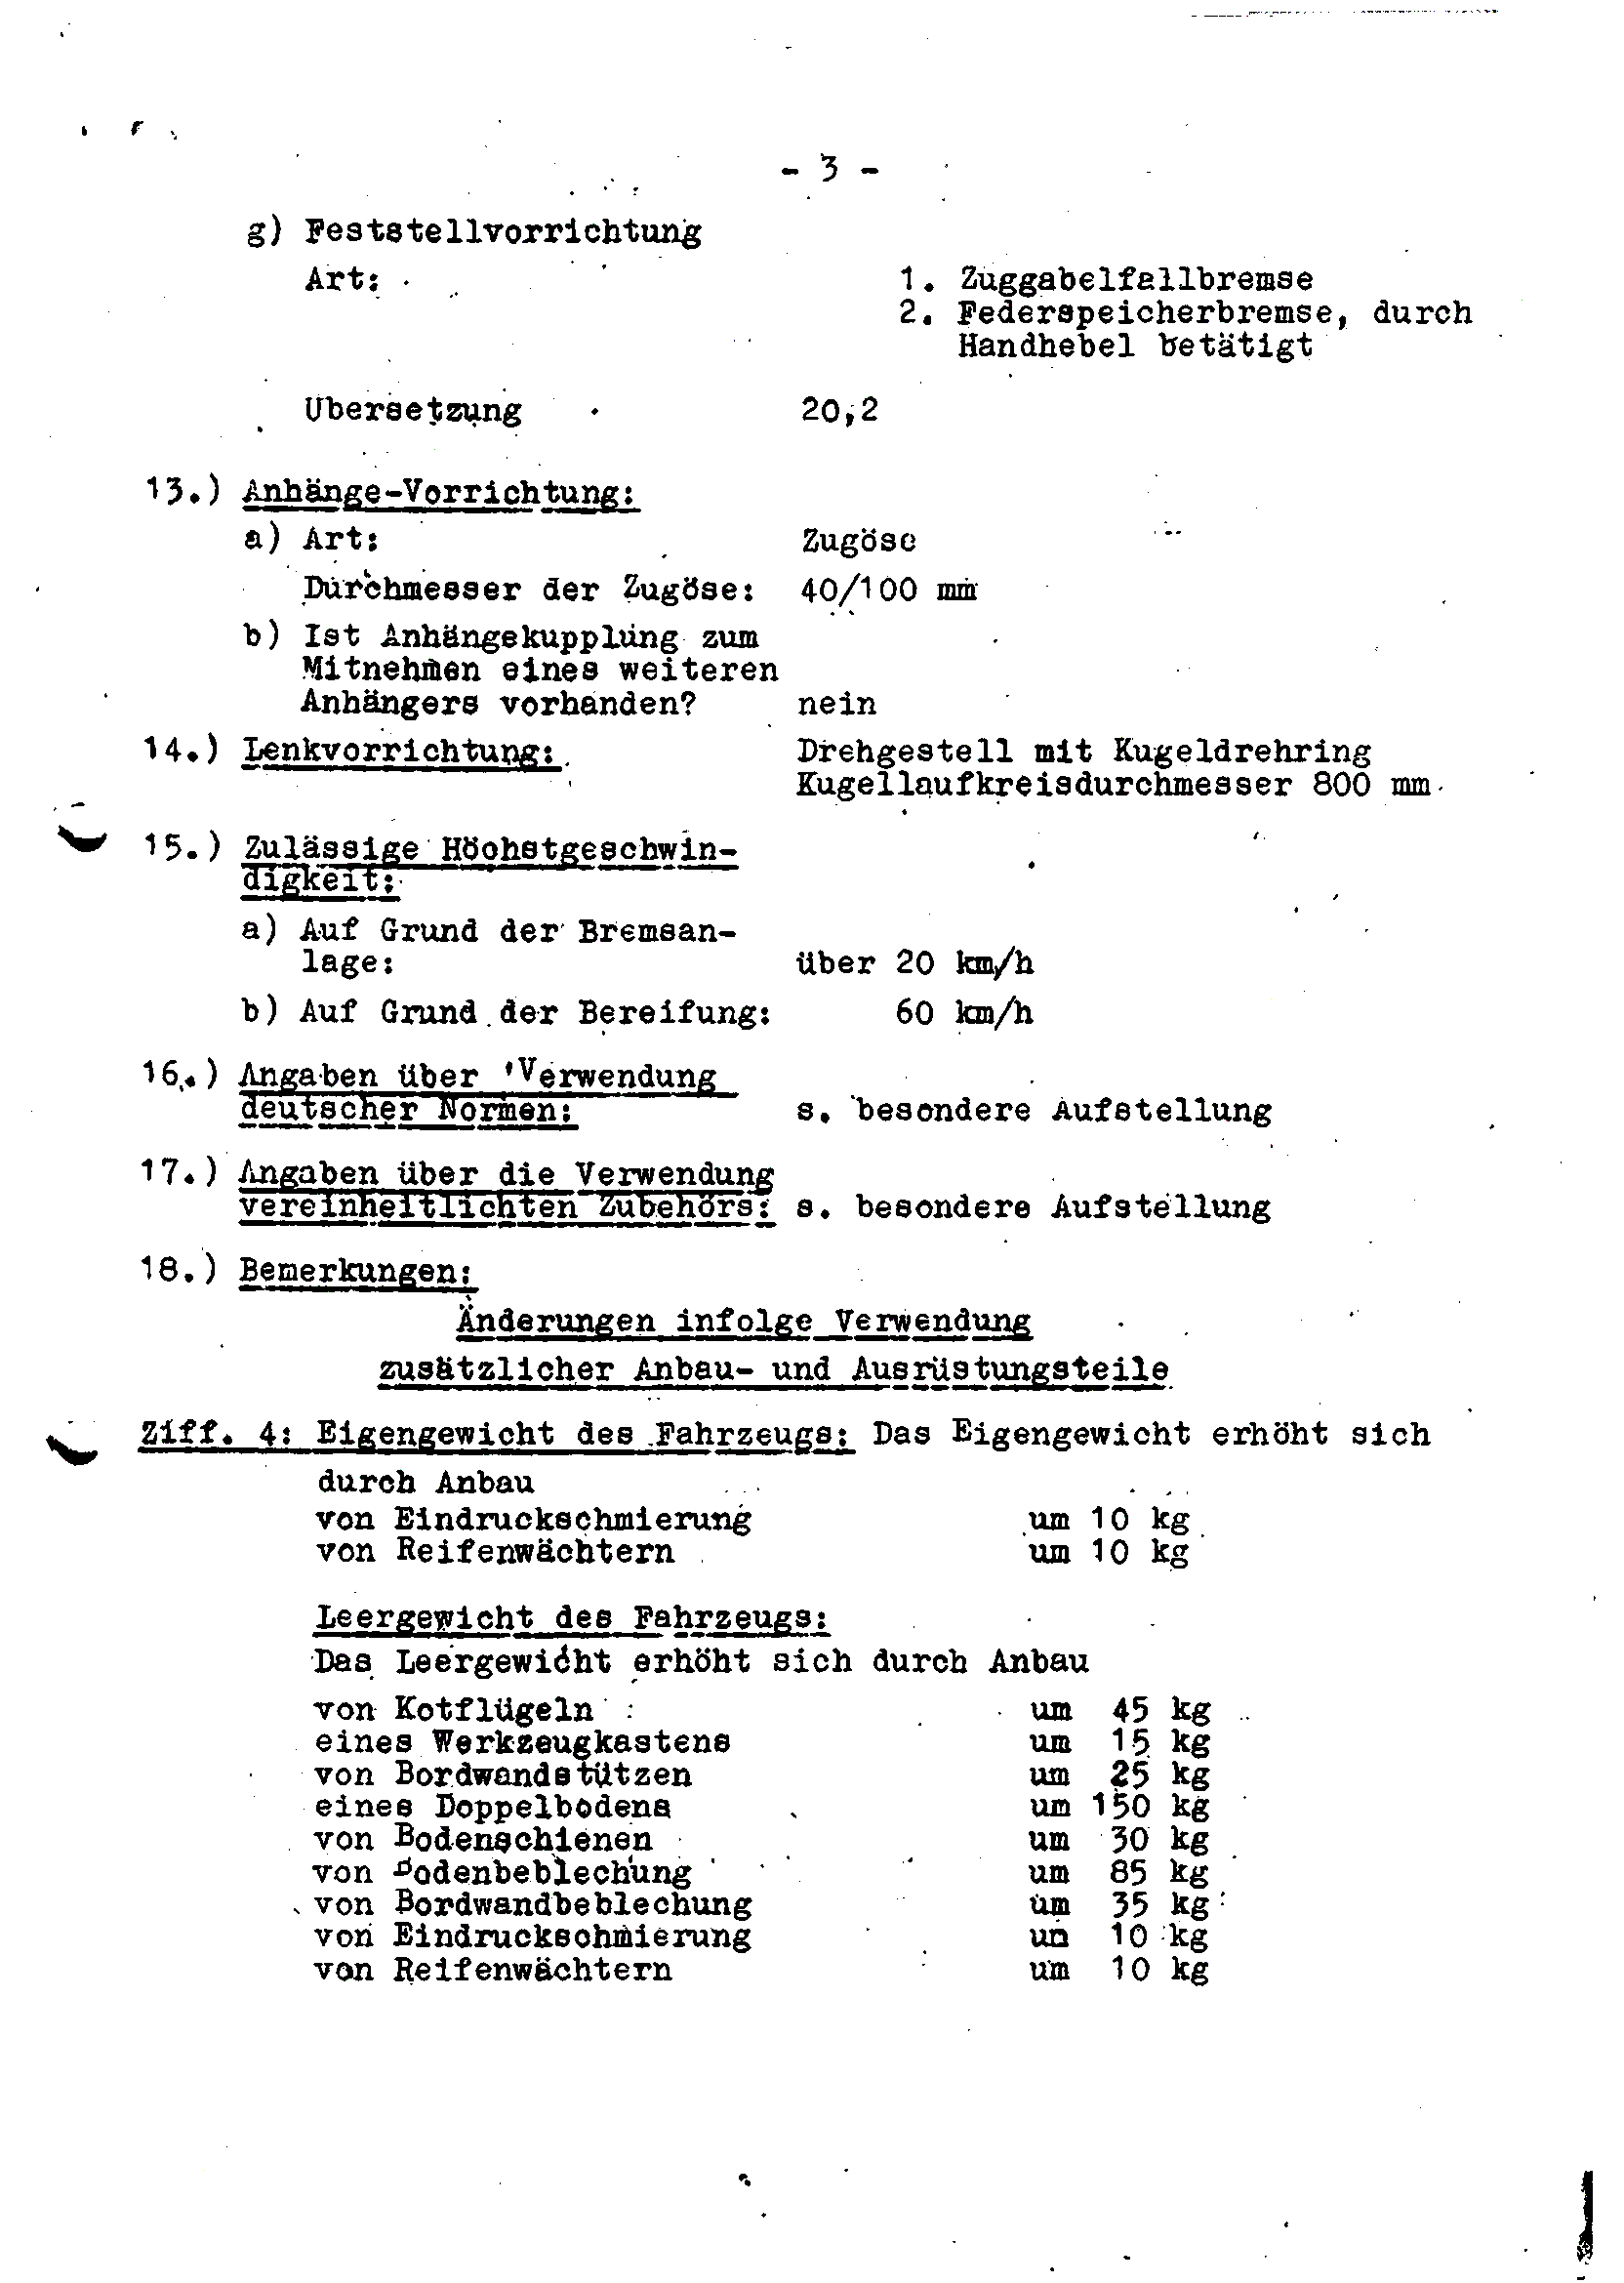 - 3 -
g) Feststellvorrichtung
Art: 1. Zuggabelfallbremse
2. Federspeicherbremse, durch
Handhebel betätigt
Übersetzung 20,2
13.) Anhänge-Vorrichtung:
a) Art: Zugöse
Durchmesser der Zugöse: 40/100 mm
b) Ist Anhängekupplung zum
Mitnehmen eines weiteren
Anhängers vorhanden? nein
14.) Lenkvorrichtung: Drehgestell mit Kugeldrehring
Kugellaufkreisdurchmesser 800 mm
15.) Zulässige Höchstgeschwin-
digkeit:
a) Auf Grund der Bremsan-
lage: über 20 km/h
b) Auf Grund der Bereifung: 60 km/h
16.) Angaben über Verwendung
deutscher Normen: s. besondere Aufstellung
17.) Angaben über die Verwendung
vereinheitlichten Zubehörs: s. besondere Aufstellung
18.) Bemerkungen:
Änderungen infolge Verwendung
zusätzlicher Anbau- und Ausrüstungsteile
Ziff. 4: Eigengewicht des Fahrzeugs: Das Eigengewicht erhöht sich
durch Anbau
von Eindruckschmierung um 10 kg
von Reifenwächtern um 10 kg
Leergewicht des Fahrzeugs:
Das Leergewicht erhöht sich durch Anbau
von Kotflügeln um 45 kg
eines Werkzeugkastens um 15 kg
von Bordwandstützen um 25 kg
eines Doppelbodens um 150 kg
von Bodenschienen um 30 kg
von Bodenbeblechung um 85 kg
von Bordwandbeblechung um 35 kg
von Eindruckschmierung um 10 kg
von Reifenwächtern um 10 kg